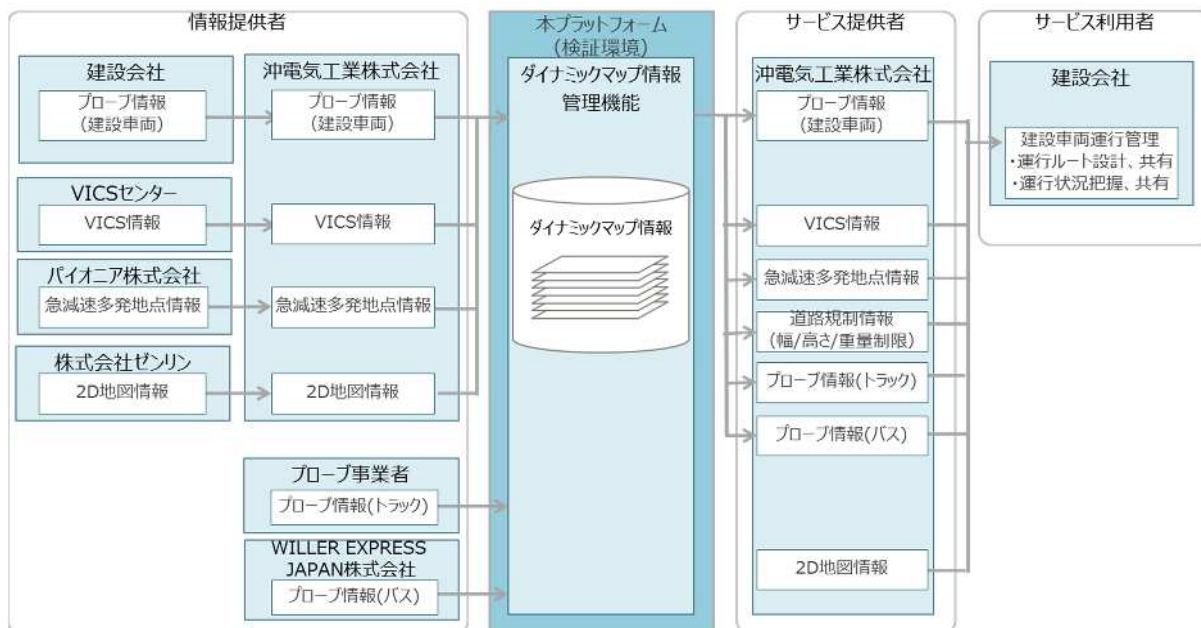 情報提供者
建設会社
プローブ情報
(建設車両)
VICSセンター
VICS情報
パイオニア株式会社
急減速多発地点情報
株式会社ゼンリン
2D地図情報
沖電気工業株式会社
プローブ情報
(建設車両)
VICS情報
急減速多発地点情報
2D地図情報
プローブ事業者
プローブ情報(トラック)
WILLER EXPRESS
JAPAN株式会社
プローブ情報(バス)
本プラットフォーム
(検証環境)
ダイナミックマップ情報
管理機能
ダイナミックマップ情報
サービス提供者
沖電気工業株式会社
プローブ情報
(建設車両)
VICS情報
急減速多発地点情報
道路規制情報
(幅/高さ/重量制限)
プローブ情報(トラック)
プローブ情報(バス)
2D地図情報
サービス利用者
建設会社
建設車両運行管理
・運行ルート設計、共有
・運行状況把握、共有